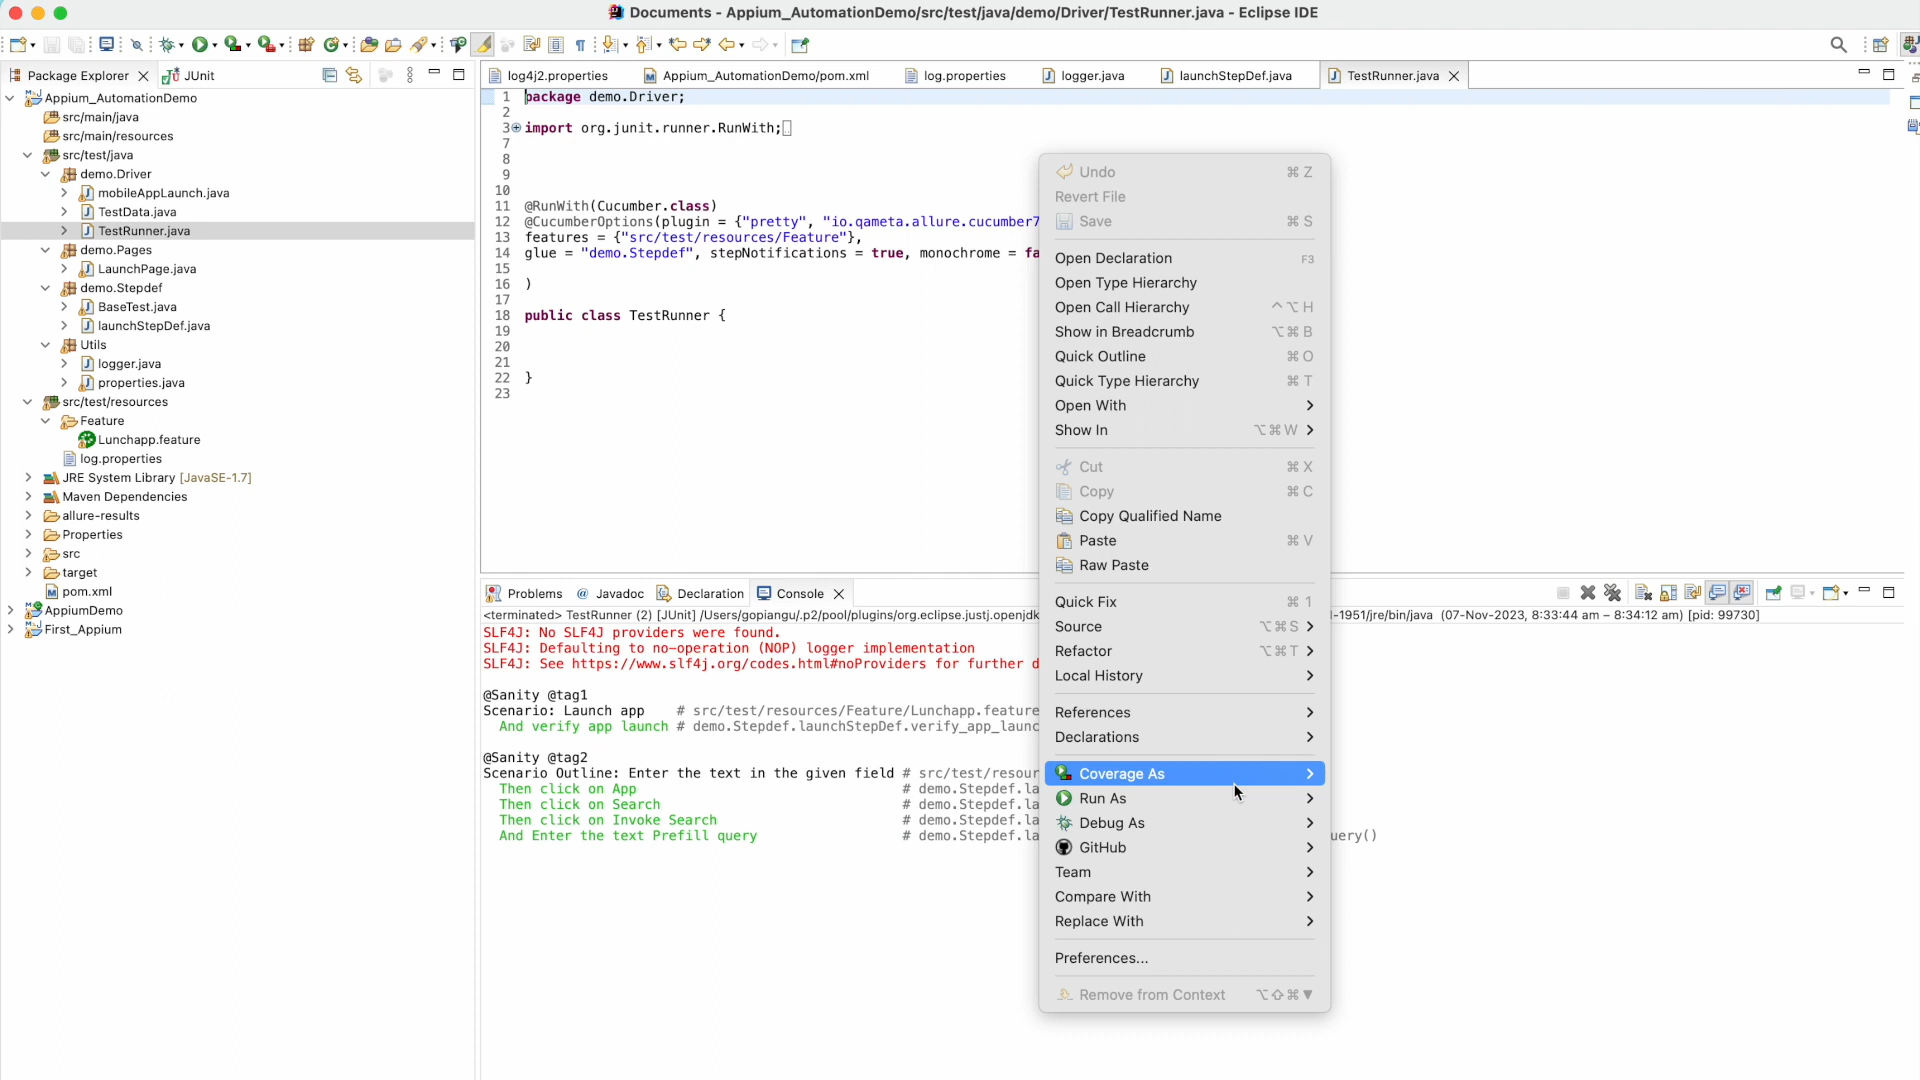 Documents - Appium_AutomationDemo/src/test/java/demo/Driver/TestRunner.java - Eclipse IDE
Package Explorer
JUnit
Appium_AutomationDemo
src/main/java
src/main/resources
src/test/java
demo.Driver
mobileAppLaunch.java
TestData.java
TestRunner.java
demo.Pages
LaunchPage.java
demo.Stepdef
BaseTest.java
launchStepDef.java
Utils
logger.java
properties.java
src/test/resources
Feature
Lunchapp.feature
log.properties
JRE System Library [JavaSE-1.7]
Maven Dependencies
allure-results
Properties
src
target
pom.xml
AppiumDemo
First_Appium
log4j2.properties
Appium_AutomationDemo/pom.xml
log.properties
logger.java
launchStepDef.java
TestRunner.java
1 package demo.Driver;
2
3 import org.junit.runner.RunWith;
7
8
9
10
11 @RunWith(Cucumber.class)
12 @CucumberOptions(plugin = {"pretty", "io.qameta.allure.cucumber7
13 features = {"src/test/resources/Feature"},
14 glue = "demo.Stepdef", stepNotifications = true, monochrome = fa
15
16 )
17
18 public class TestRunner {
19
20
21
22 }
23
Undo ⌘ Z
Revert File
Save ⌘ S
Open Declaration F3
Open Type Hierarchy
Open Call Hierarchy ^⌥ H
Show in Breadcrumb ⌥⌘ B
Quick Outline ⌘ O
Quick Type Hierarchy ⌘ T
Open With
Show In ⌥⌘ W
Cut ⌘ X
Copy ⌘ C
Copy Qualified Name
Paste ⌘ V
Raw Paste
Quick Fix ⌘ 1
Source ⌥⌘ S
Refactor ⌥⌘ T
Local History
References
Declarations
Coverage As
Run As
Debug As
GitHub
Team
Compare With
Replace With
Preferences...
Remove from Context ⌥⇧⌘▼
Problems
@ Javadoc
Declaration
Console
<terminated> TestRunner (2) [JUnit] /Users/gopiangu/.p2/pool/plugins/org.eclipse.justj.openjdk
-1951/jre/bin/java (07-Nov-2023, 8:33:44 am – 8:34:12 am) [pid: 99730]
SLF4J: No SLF4J providers were found.
SLF4J: Defaulting to no-operation (NOP) logger implementation
SLF4J: See https://www.slf4j.org/codes.html#noProviders for further d
@Sanity @tag1
Scenario: Launch app # src/test/resources/Feature/Lunchapp.feature
And verify app launch # demo.Stepdef.launchStepDef.verify_app_launc
@Sanity @tag2
Scenario Outline: Enter the text in the given field # src/test/resour
Then click on App # demo.Stepdef.la
Then click on Search # demo.Stepdef.la
Then click on Invoke Search # demo.Stepdef.la
And Enter the text Prefill query # demo.Stepdef.la
uery()